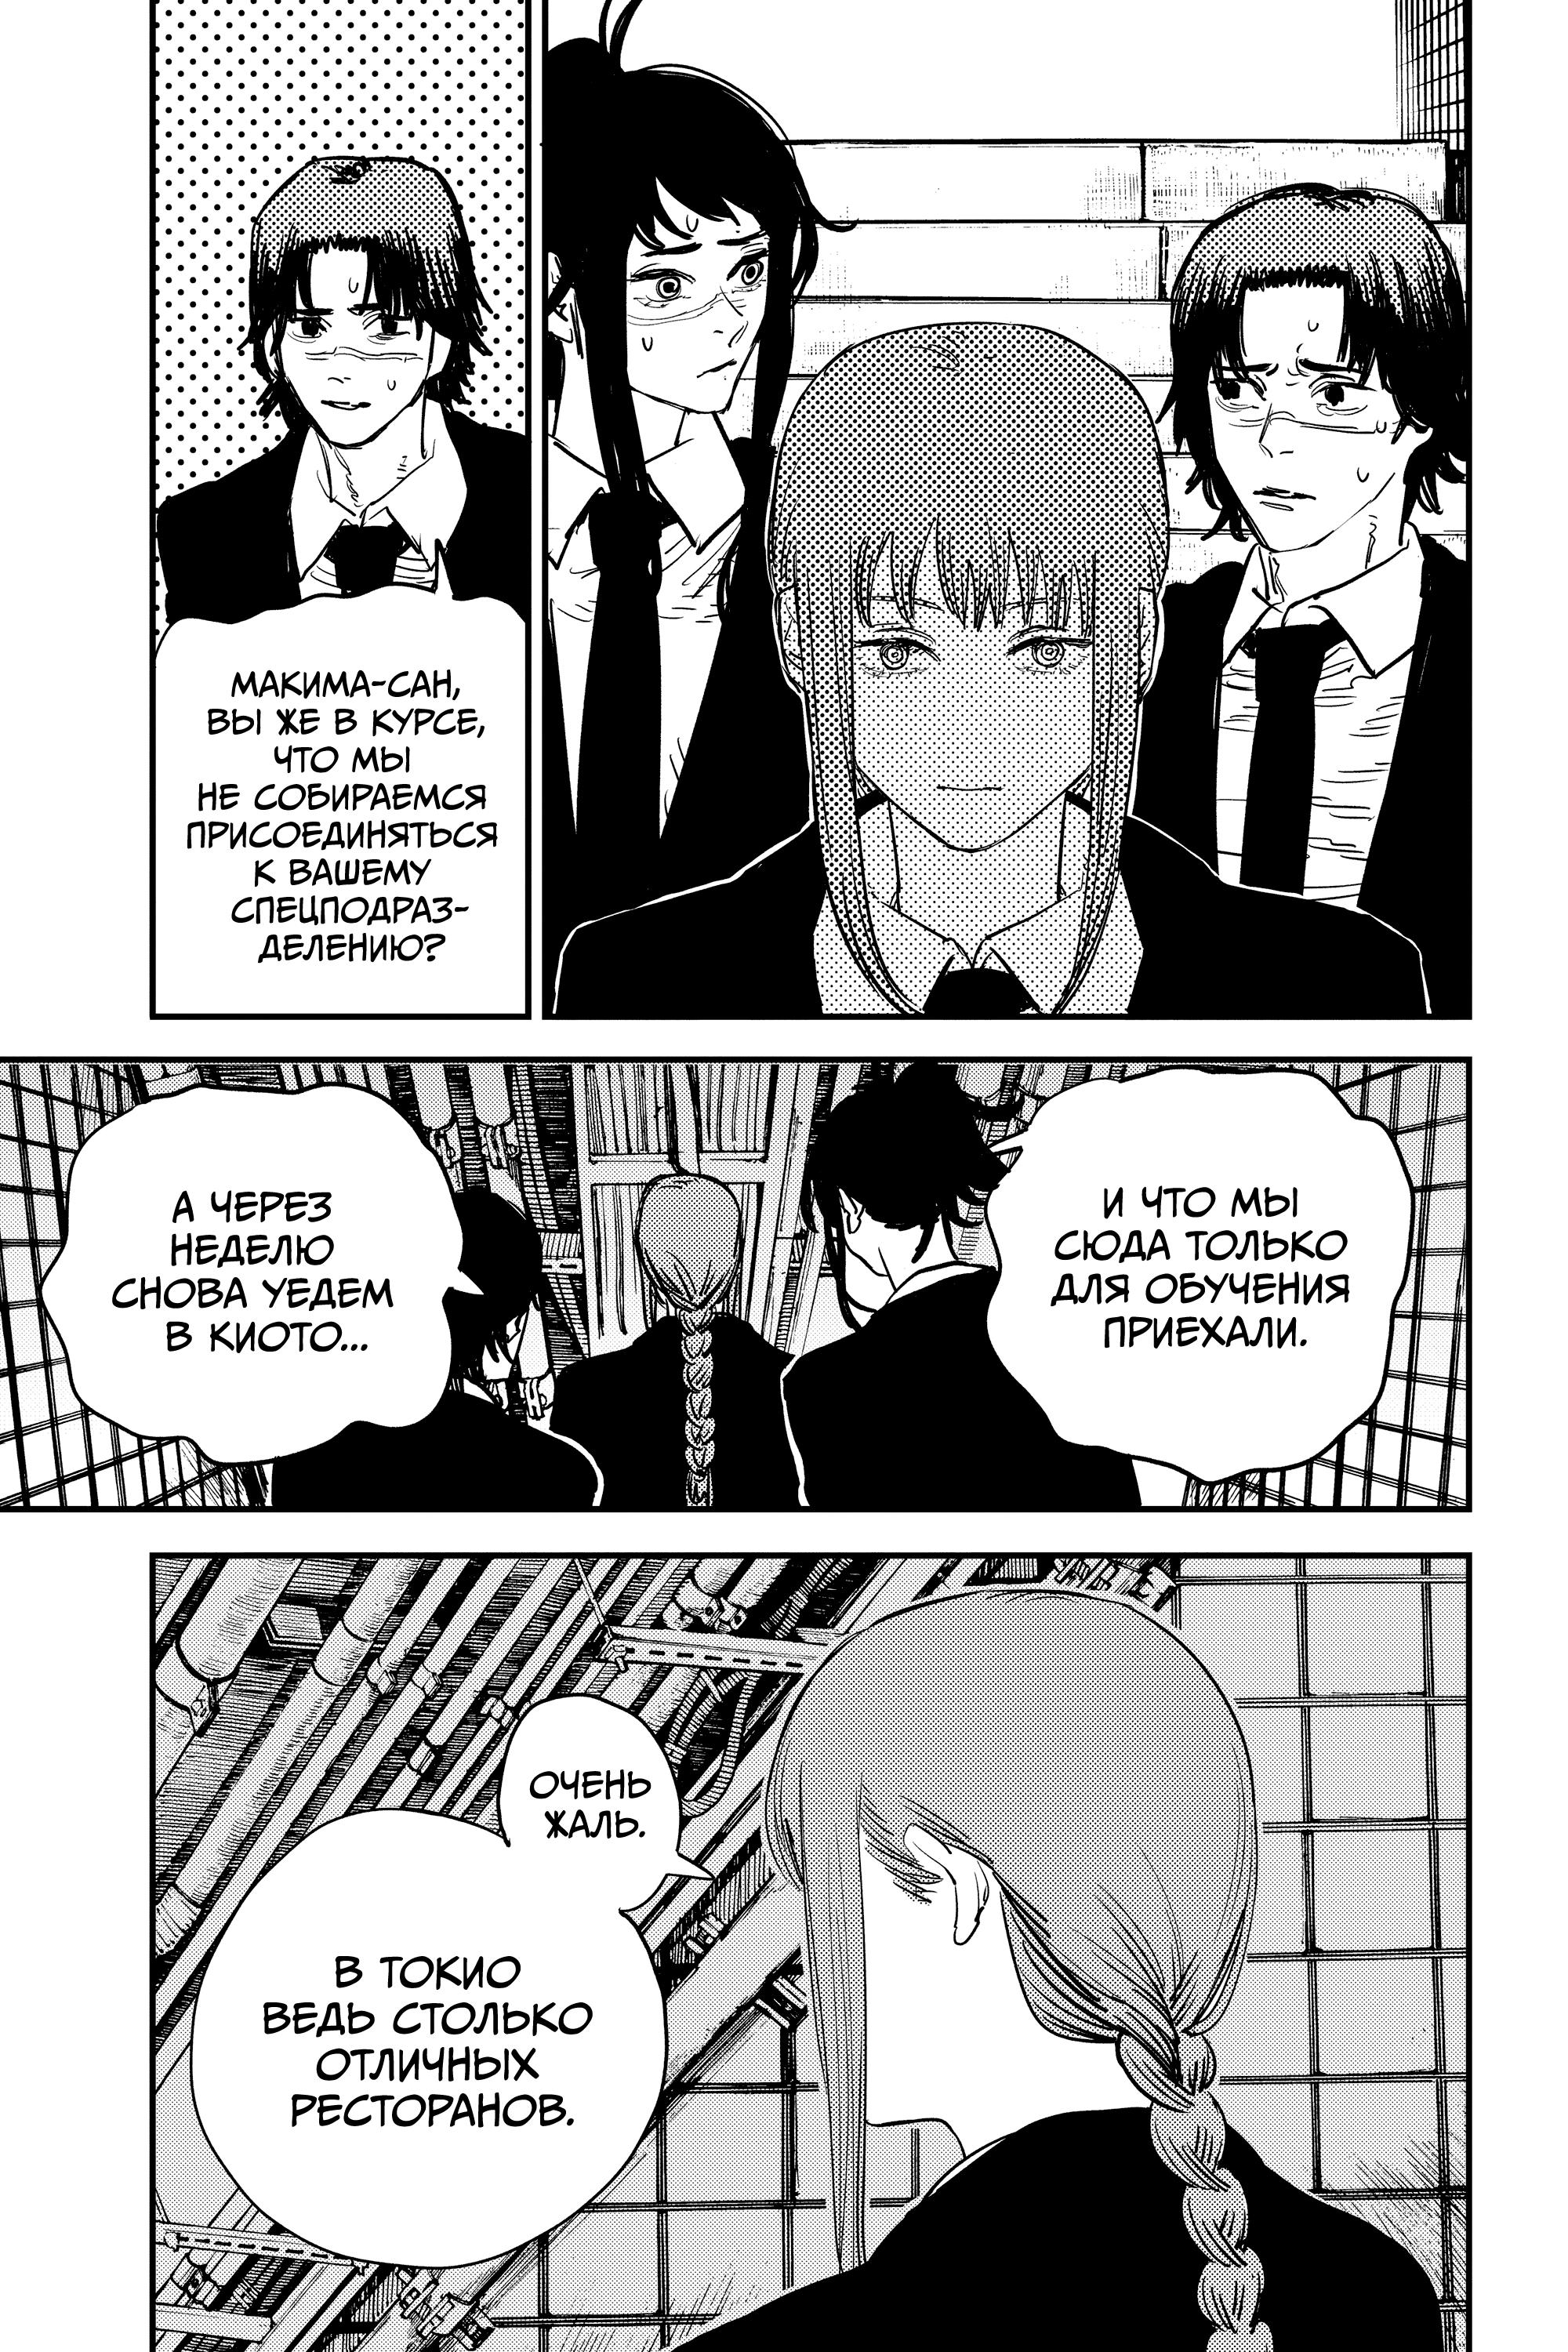 МАКИМА-САН,
ВЫ ЖЕ В КУРСЕ,
ЧТО МЫ
НЕ СОБИРАЕМСЯ
ПРИСОЕДИНЯТЬСЯ
К ВАШЕМУ
СПЕЦПОДРАЗ-
ДЕЛЕНИЮ?
И ЧТО МЫ
СЮДА ТОЛЬКО
ДЛЯ ОБУЧЕНИЯ
ПРИЕХАЛИ.
А ЧЕРЕЗ
НЕДЕЛЮ
СНОВА УЕДЕМ
В КИОТО...
ОЧЕНЬ
ЖАЛЬ.
В ТОКИО
ВЕДЬ СТОЛЬКО
ОТЛИЧНЫХ
РЕСТОРАНОВ.